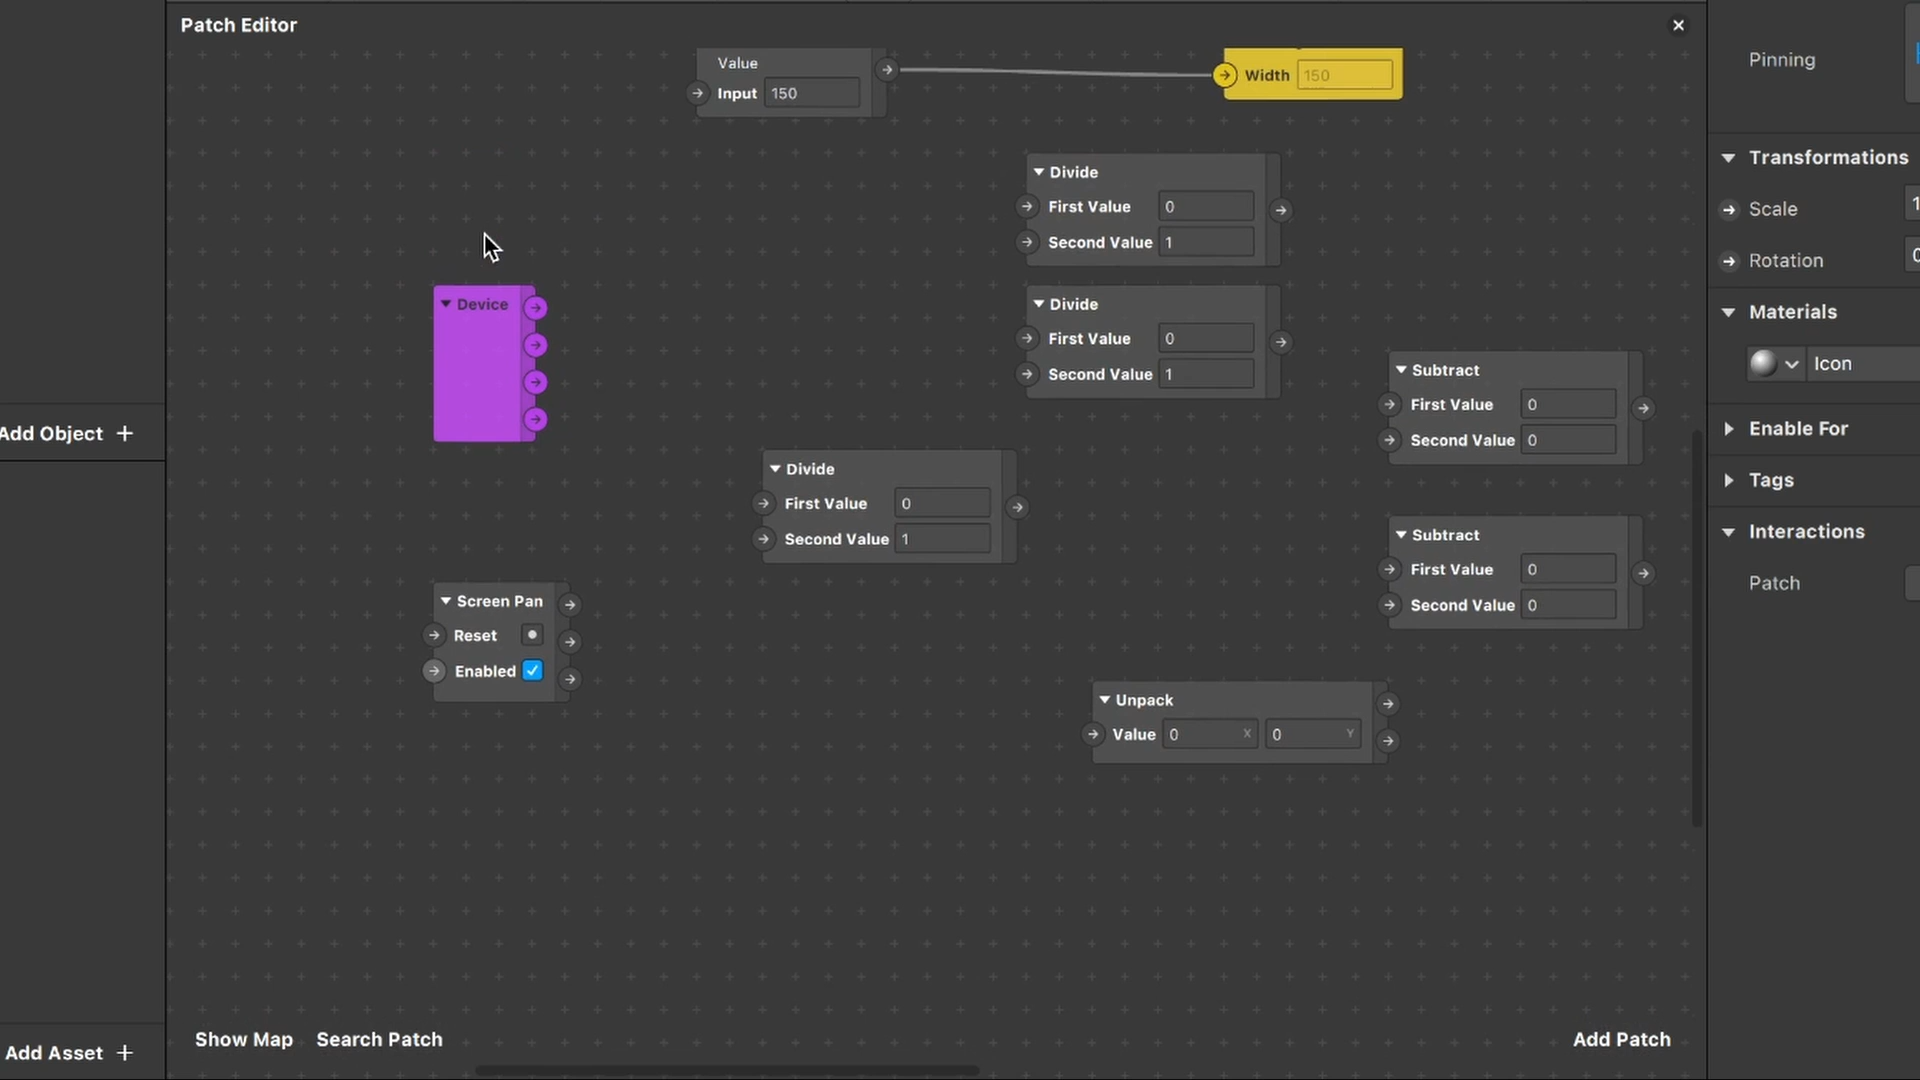 Patch Editor
Value
Input 150
Width 150
Divide
First Value 0
Second Value 1
Device
Divide
First Value 0
Second Value 1
Subtract
First Value 0
Second Value 0
Divide
First Value 0
Second Value 1
Subtract
First Value 0
Second Value 0
Screen Pan
Reset
Enabled
Unpack
Value 0 X 0 Y
Show Map Search Patch
Add Patch
Add Object +
Add Asset +
Pinning
Transformations
Scale 1
Rotation 0
Materials
Icon
Enable For
Tags
Interactions
Patch